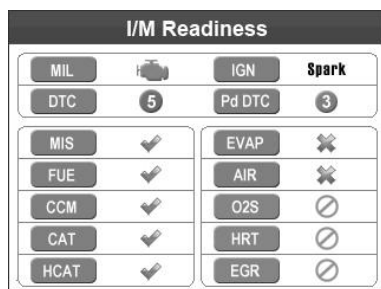 I/M Readiness
MIL IGN Spark
DTC 5 Pd DTC 3
MIS EVAP
FUE AIR
CCM O2S
CAT HRT
HCAT EGR